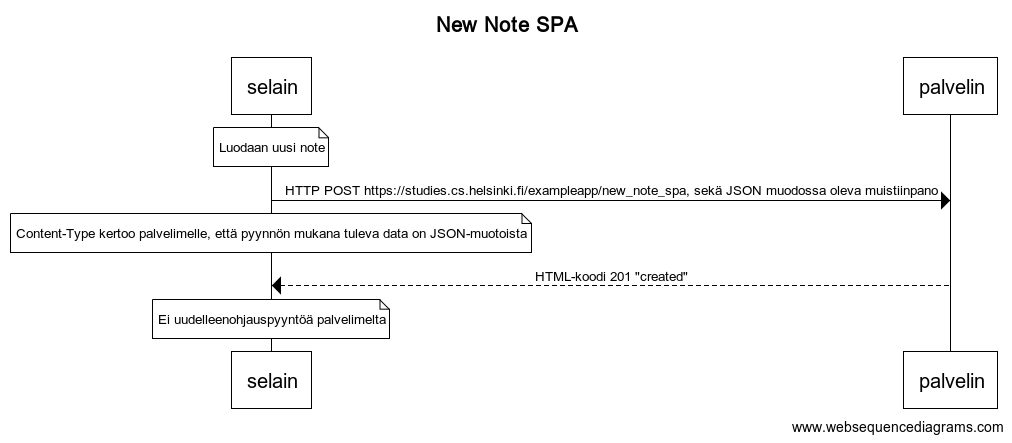 New Note SPA
selain
palvelin
Luodaan uusi note
HTTP POST https://studies.cs.helsinki.fi/exampleapp/new_note_spa, sekä JSON muodossa oleva muistiinpano
Content-Type kertoo palvelimelle, että pyynnön mukana tuleva data on JSON-muotoista
HTML-koodi 201 "created"
Ei uudelleenohjauspyyntöä palvelimelta
selain
palvelin
www.websequencediagrams.com